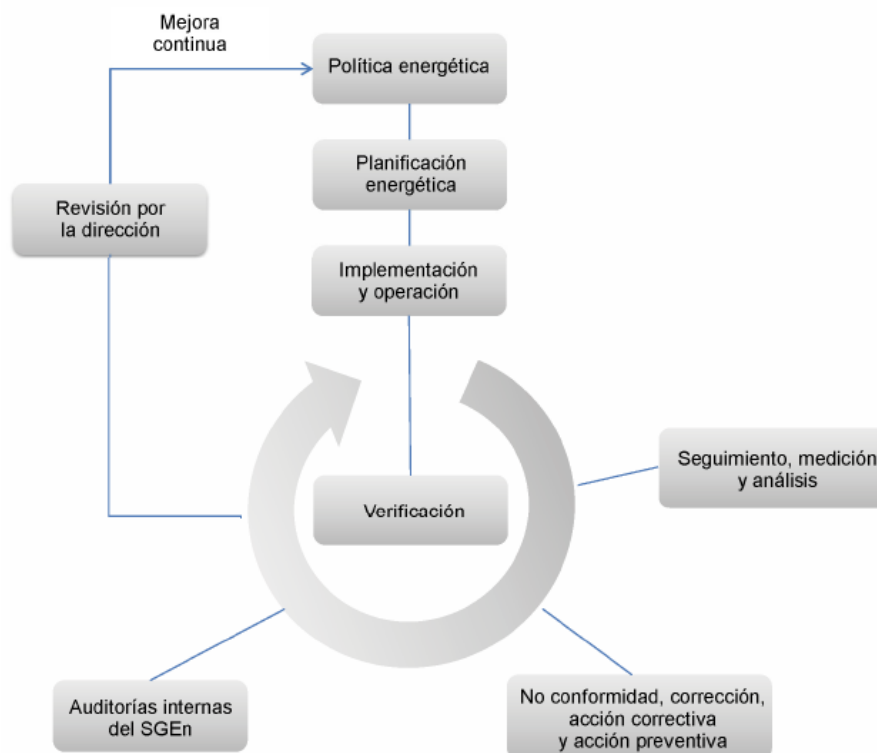 Mejora
continua
Política energética
Planificación
energética
Revisión por
la dirección
Implementación
y operación
Seguimiento, medición
y análisis
Verificación
Auditorías internas
del SGEn
No conformidad, corrección,
acción correctiva
y acción preventiva